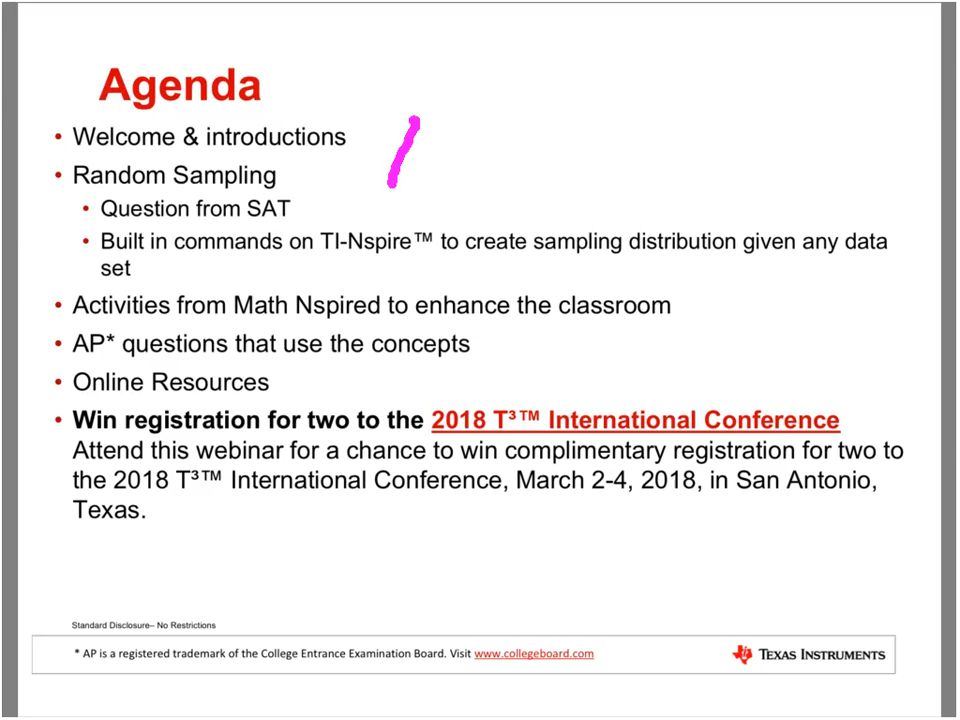 Agenda
• Welcome & introductions
• Random Sampling
• Question from SAT
• Built in commands on TI-Nspire™ to create sampling distribution given any data
set
• Activities from Math Nspired to enhance the classroom
• AP* questions that use the concepts
• Online Resources
• Win registration for two to the 2018 T³™ International Conference
Attend this webinar for a chance to win complimentary registration for two to
the 2018 T³™ International Conference, March 2-4, 2018, in San Antonio,
Texas.
Standard Disclosure– No Restrictions
* AP is a registered trademark of the College Entrance Examination Board. Visit www.collegeboard.com
TEXAS INSTRUMENTS